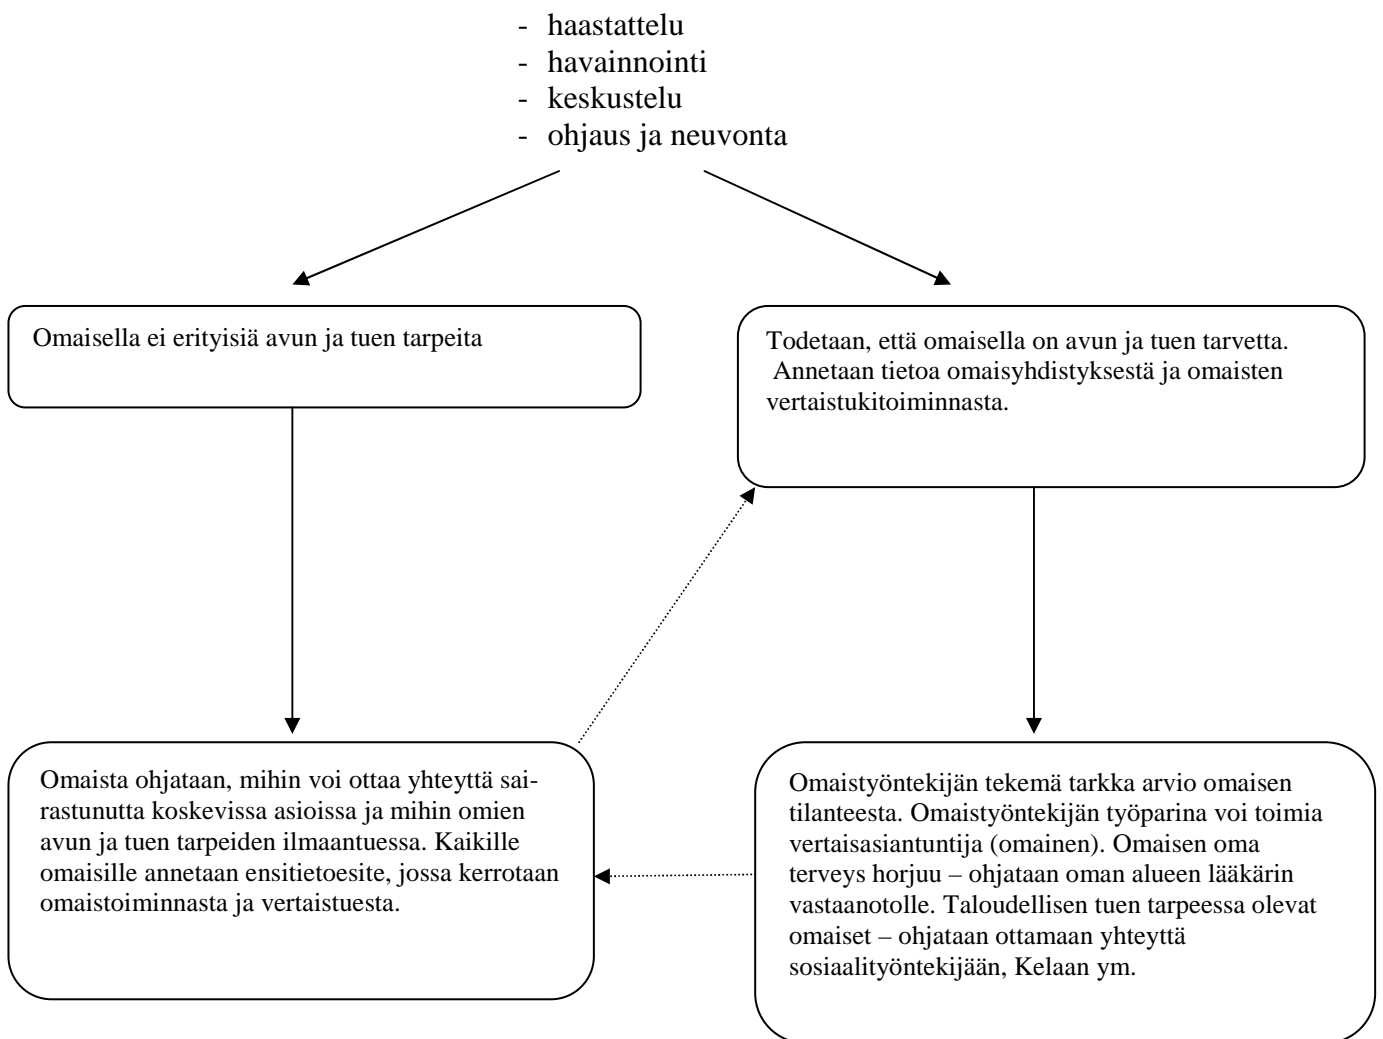 - haastattelu
- havainnointi
- keskustelu
- ohjaus ja neuvonta
Omaisella ei erityisiä avun ja tuen tarpeita
Todetaan, että omaisella on avun ja tuen tarvetta.
Annetaan tietoa omaisyhdistyksestä ja omaisten
vertaistukitoiminnasta.
Omaista ohjataan, mihin voi ottaa yhteyttä sai-
rastunutta koskevissa asioissa ja mihin omien
avun ja tuen tarpeiden ilmaantuessa. Kaikille
omaisille annetaan ensitietoesite, jossa kerrotaan
omaistoiminnasta ja vertaistuesta.
Omaistyöntekijän tekemä tarkka arvio omaisen
tilanteesta. Omaistyöntekijän työparina voi toimia
vertaisasiantuntija (omainen). Omaisen oma
terveys horjuu – ohjataan oman alueen lääkärin
vastaanotolle. Taloudellisen tuen tarpeessa olevat
omaiset – ohjataan ottamaan yhteyttä
sosiaalityöntekijään, Kelaan ym.